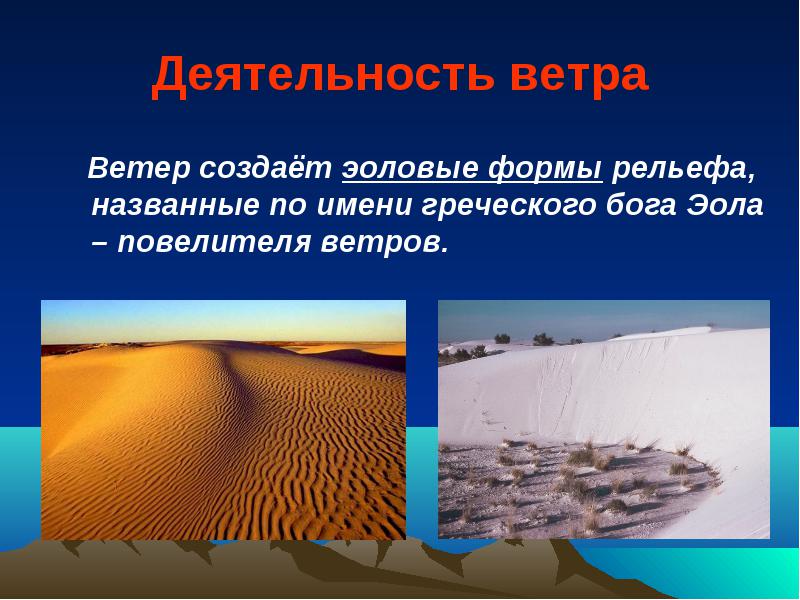 Деятельность ветра
Ветер создаёт эоловые формы рельефа,
названные по имени греческого бога Эола
– повелителя ветров.